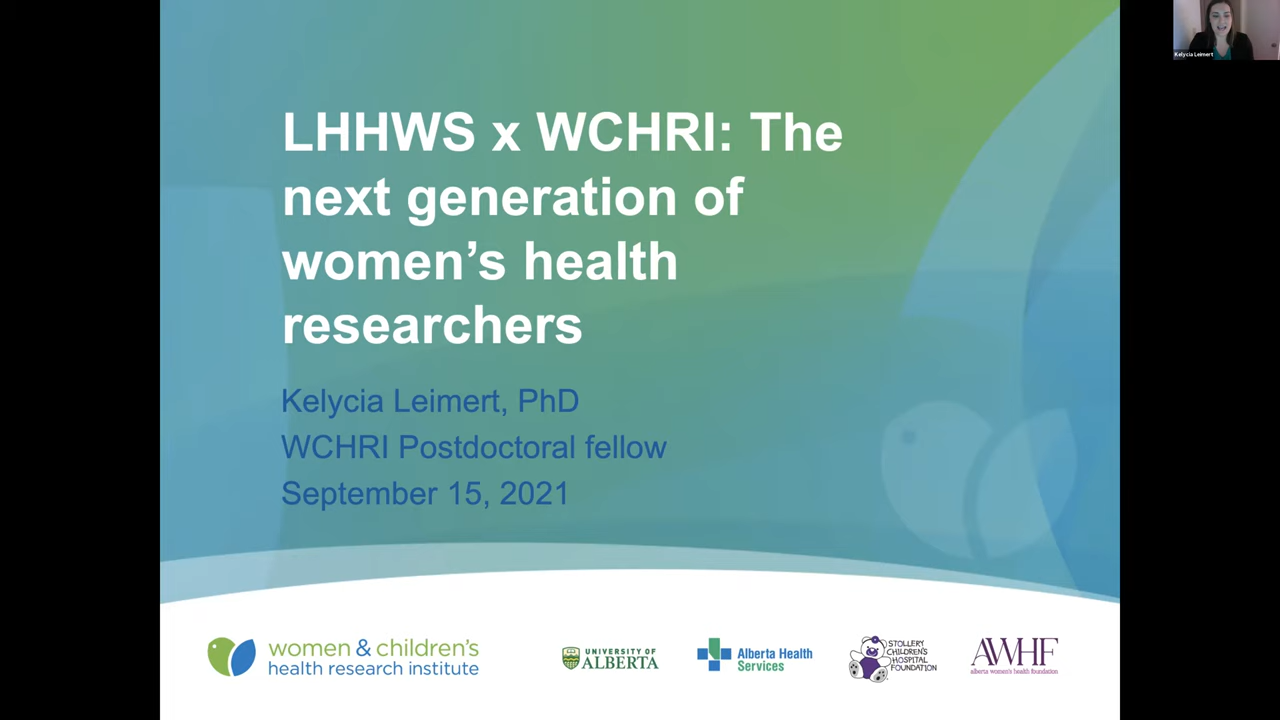 Kelycia Leimert
LHHWS x WCHRI: The
next generation of
women’s health
researchers
Kelycia Leimert, PhD
WCHRI Postdoctoral fellow
September 15, 2021
women & children's
health research institute
UNIVERSITY OF
ALBERTA
Alberta Health
Services
STOLLERY
CHILDREN'S
HOSPITAL
FOUNDATION
AWHF
alberta women's health foundation